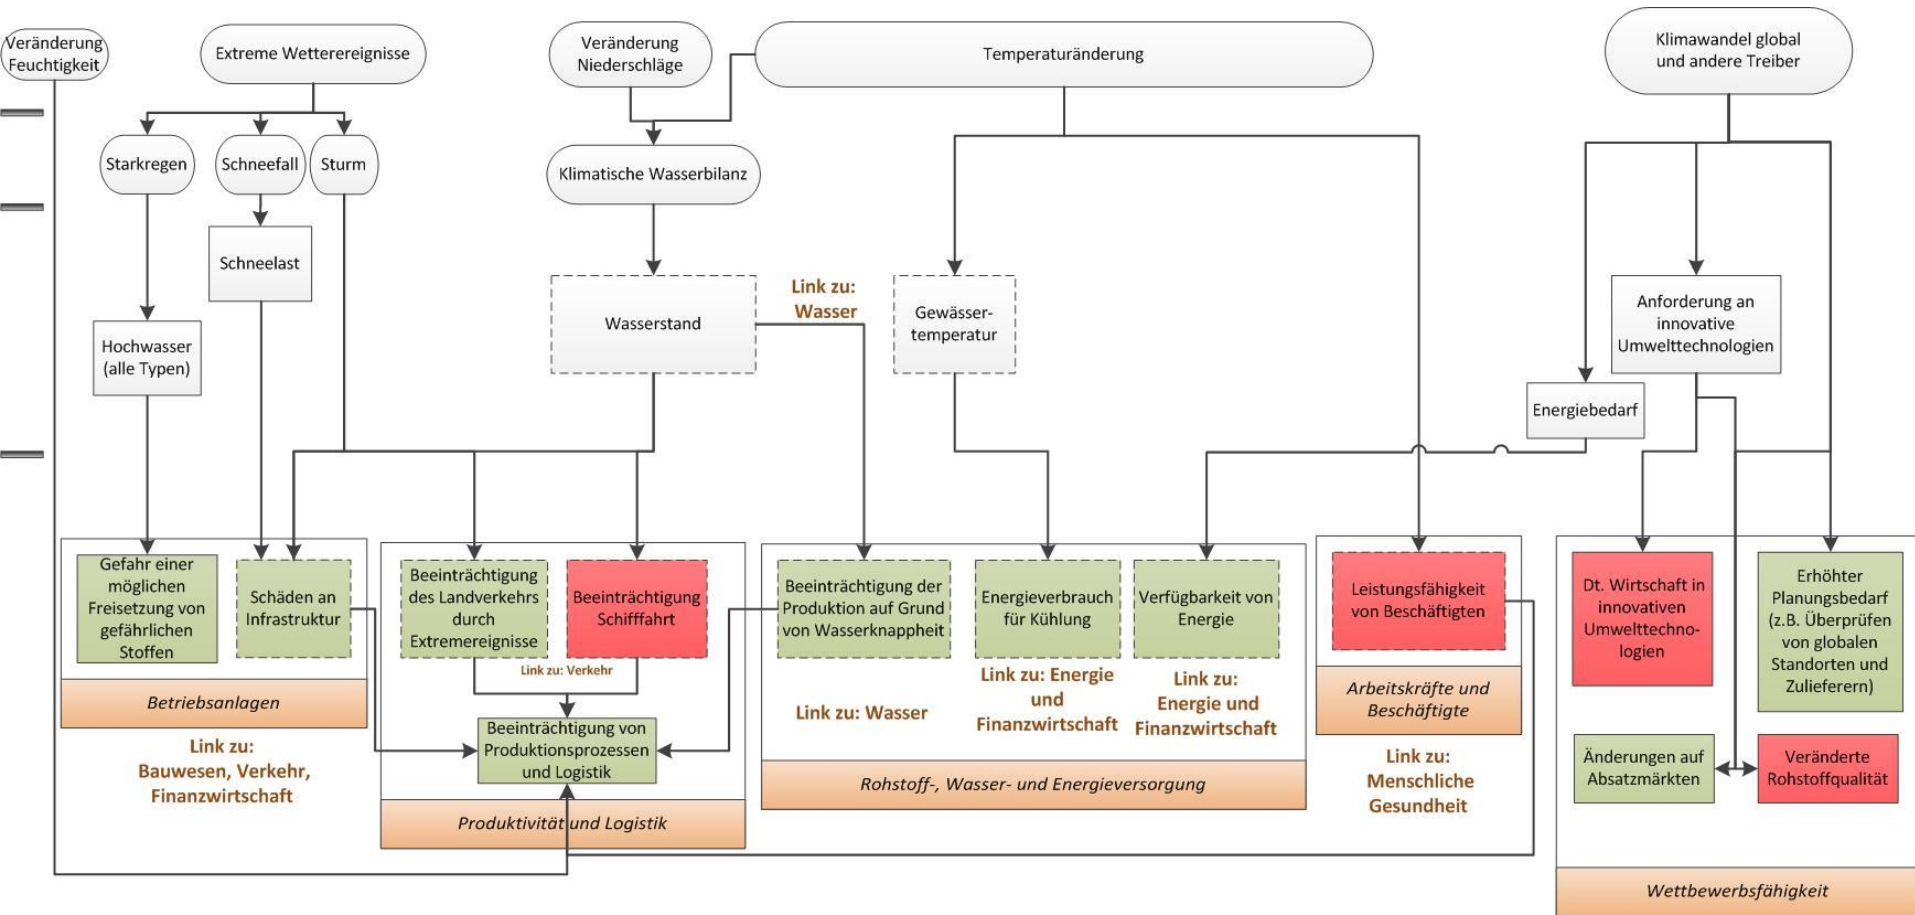 Veränderung
Feuchtigkeit
Extreme Wetterereignisse
Veränderung
Niederschläge
Temperaturänderung
Klimawandel global
und andere Treiber
Starkregen
Schneefall
Sturm
Klimatische Wasserbilanz
Schneelast
Hochwasser
(alle Typen)
Wasserstand
Link zu:
Wasser
Gewässer-
temperatur
Anforderung an
innovative
Umwelttechnologien
Energiebedarf
Gefahr einer
möglichen
Freisetzung von
gefährlichen
Stoffen
Schäden an
Infrastruktur
Betriebsanlagen
Link zu:
Bauwesen, Verkehr,
Finanzwirtschaft
Beeinträchtigung
des Landverkehrs
durch
Extremereignisse
Beeinträchtigung
Schifffahrt
Link zu: Verkehr
Beeinträchtigung von
Produktionsprozessen
und Logistik
Produktivität und Logistik
Beeinträchtigung der
Produktion auf Grund
von Wasserknappheit
Link zu: Wasser
Energieverbrauch
für Kühlung
Link zu: Energie
und
Finanzwirtschaft
Verfügbarkeit von
Energie
Link zu:
Energie und
Finanzwirtschaft
Rohstoff-, Wasser- und Energieversorgung
Leistungsfähigkeit
von Beschäftigten
Arbeitskräfte und
Beschäftigte
Link zu:
Menschliche
Gesundheit
Dt. Wirtschaft in
innovativen
Umwelttechno-
logien
Erhöhter
Planungsbedarf
(z.B. Überprüfen
von globalen
Standorten und
Zulieferern)
Änderungen auf
Absatzmärkten
Veränderte
Rohstoffqualität
Wettbewerbsfähigkeit